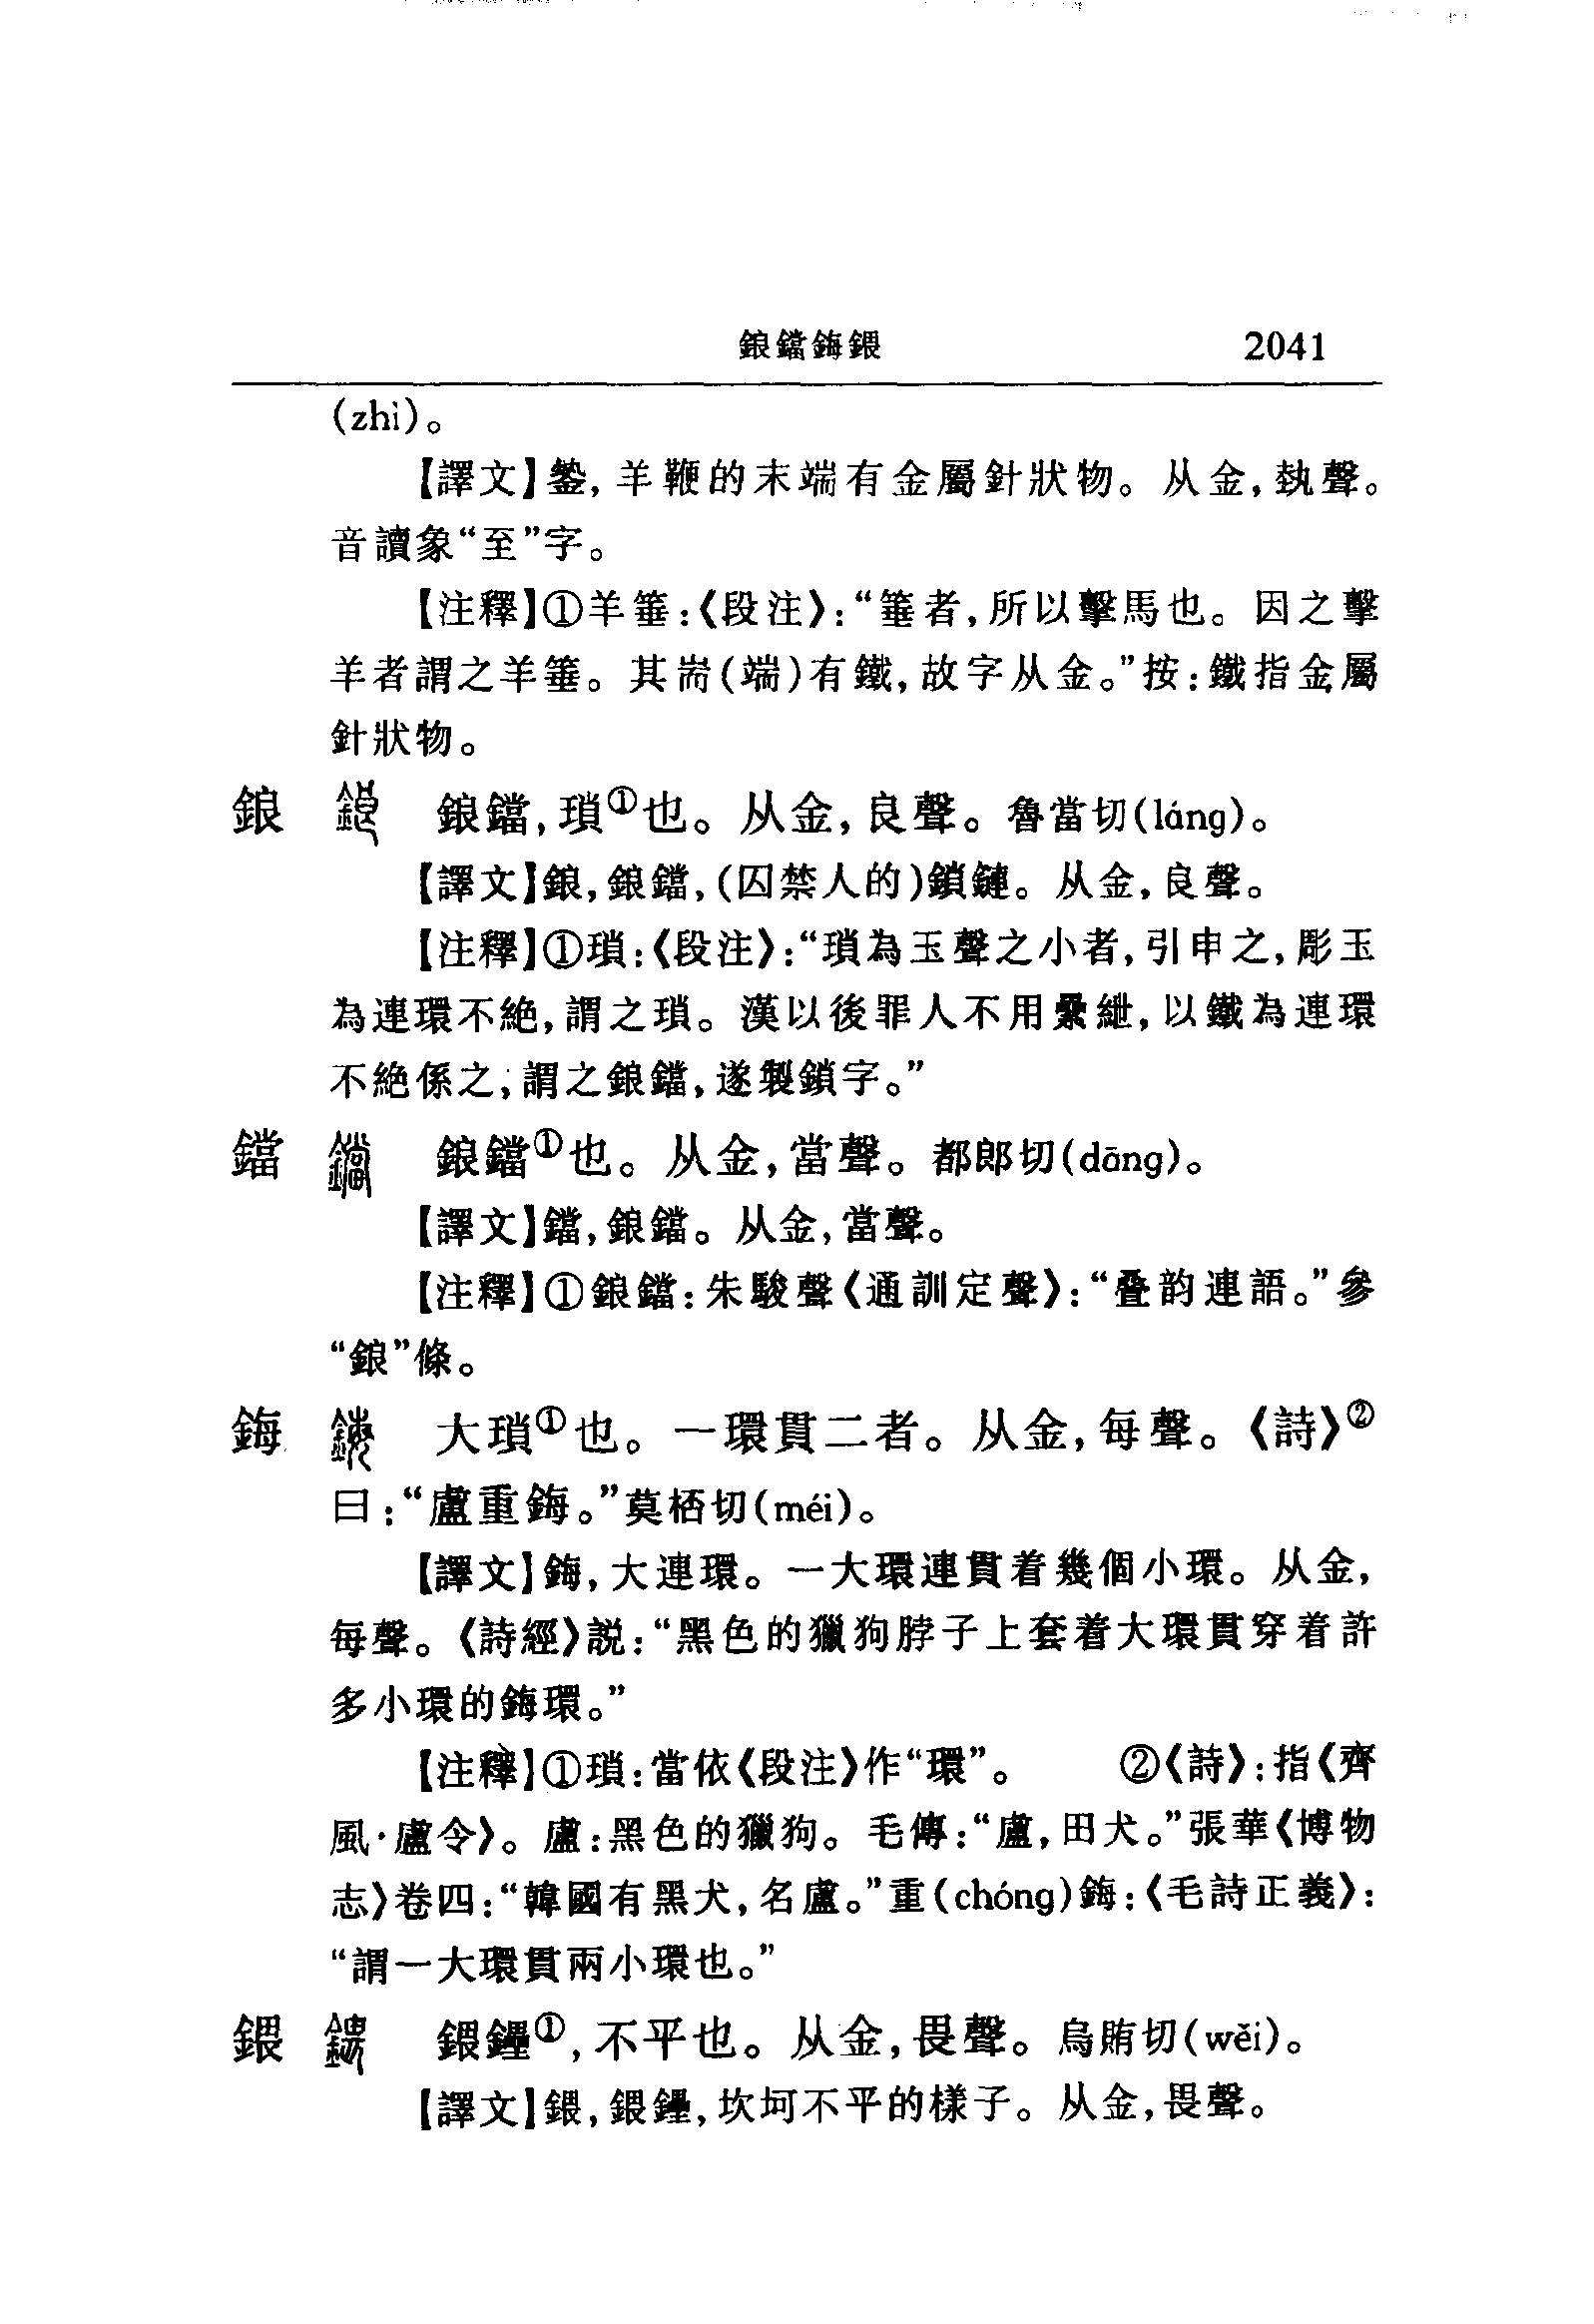 鋃鐺鋂鍡 2041
(zhì)。
【譯文】鏊,羊鞭的末端有金屬針狀物。从金,埶聲。
音讀象“至”字。
【注釋】①羊箠:《段注》:“箠者,所以擊馬也。因之擊
羊者謂之羊箠。其耑(端)有鐵,故字从金。”按:鐵指金屬
針狀物。
鋃 鋃鐺,瑣①也。从金,良聲。魯當切(láng)。
【譯文】鋃,鋃鐺,(囚禁人的)鎖鏈。从金,良聲。
【注釋】①瑣:《段注》:“瑣為玉聲之小者,引申之,彫玉
為連環不絶,謂之瑣。漢以後罪人不用纍紲,以鐵為連環
不絶係之,謂之鋃鐺,遂製鎖字。”
鐺 鋃鐺①也。从金,當聲。都郎切(dāng)。
【譯文】鐺,鋃鐺。从金,當聲。
【注釋】①鋃鐺:朱駿聲《通訓定聲》:“叠韵連語。”參
“鋃”條。
鋂 大瑣①也。一環貫二者。从金,每聲。《詩》②
曰:“盧重鋂。”莫桮切(méi)。
【譯文】鋂,大連環。一大環連貫着幾個小環。从金,
每聲。《詩經》説:“黑色的獵狗脖子上套着大環貫穿着許
多小環的鋂環。”
【注釋】①瑣:當依《段注》作“環”。 ②《詩》:指《齊
風·盧令》。盧:黑色的獵狗。毛傳:“盧,田犬。”張華《博物
志》卷四:“韓國有黑犬,名盧。”重(chóng)鋂:《毛詩正義》:
“謂一大環貫兩小環也。”
鍡 鍡鑸①,不平也。从金,畏聲。烏賄切(wěi)。
【譯文】鍡,鍡鑸,坎坷不平的樣子。从金,畏聲。